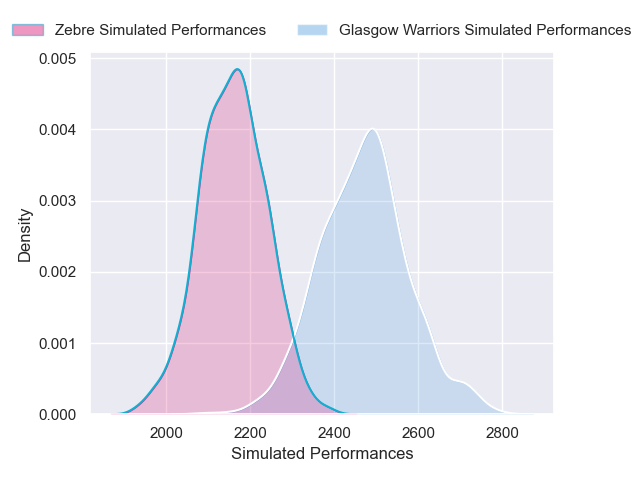 Zebre Simulated Performances
Glasgow Warriors Simulated Performances
0.005
0.004
0.003
0.002
0.001
0.000
Density
2000
2200
2400
2600
2800
Simulated Performances